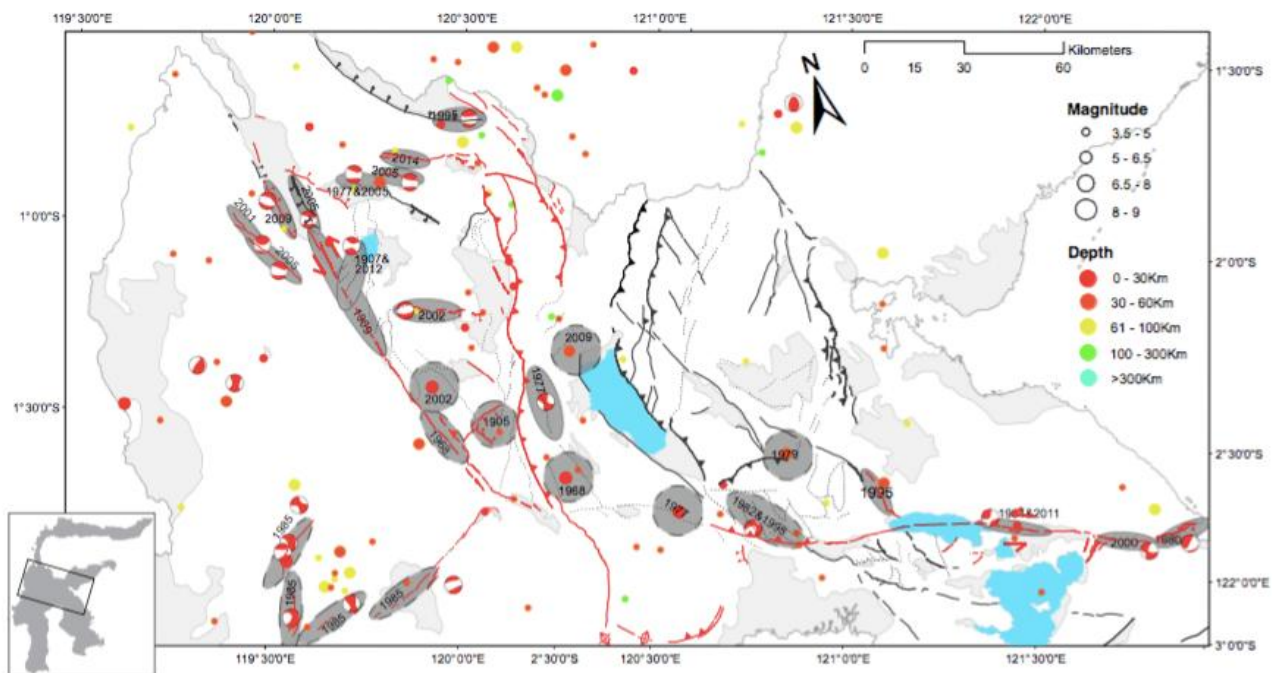 119°30'0"E 120°0'0"E 120°30'0"E 121°0'0"E 121°30'0"E 122°0'0"E
1°30'0"S
1°0'0"S
2°0'0"S
1°30'0"S
2°30'0"S
122°0'0"E
3°0'0"S
119°30'0"E 120°0'0"E 2°30'0"S 120°30'0"E 121°0'0"E 121°30'0"E
Kilometers
0 15 30 60
N
Magnitude
3.5 - 5
5 - 6.5
6.5 - 8
8 - 9
Depth
0 - 30Km
30 - 60Km
61 - 100Km
100 - 300Km
>300Km
2014
2005
1977&2005
2005
2009
2001
2005
1907&
2012
1909
2002
2009
2002
1977
1905
1968
1979
1995
1977
1982&1998
2000
1980
1985
1985
1985
1985